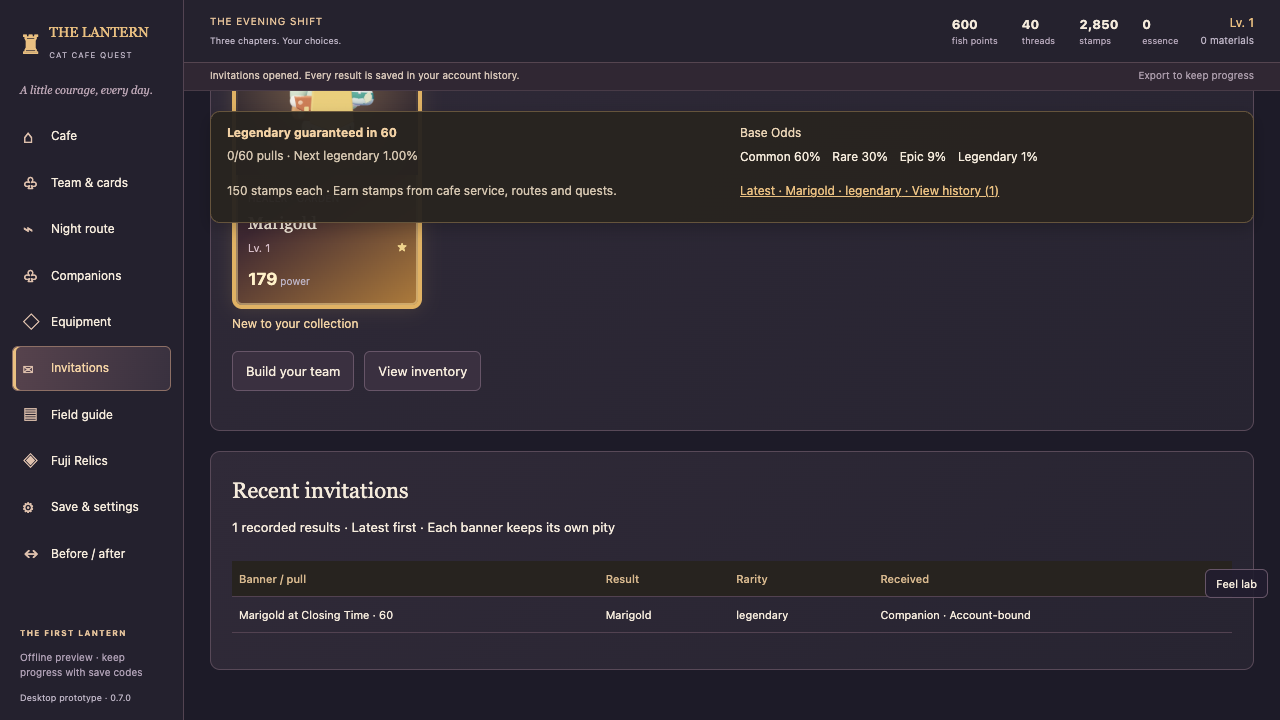 THE LANTERN
CAT CAFE QUEST
A little courage, every day.
Cafe
Team & cards
Night route
Companions
Equipment
Invitations
Field guide
Fuji Relics
Save & settings
Before / after
THE FIRST LANTERN
Offline preview · keep
progress with save codes
Desktop prototype · 0.7.0
THE EVENING SHIFT
Three chapters. Your choices.
600
fish points
40
threads
2,850
stamps
0
essence
Lv. 1
0 materials
Invitations opened. Every result is saved in your account history.
Export to keep progress
Legendary guaranteed in 60
0/60 pulls · Next legendary 1.00%
150 stamps each · Earn stamps from cafe service, routes and quests.
Base Odds
Common 60% Rare 30% Epic 9% Legendary 1%
Latest · Marigold · legendary · View history (1)
Marigold
Lv. 1
179 power
New to your collection
Build your team
View inventory
Recent invitations
1 recorded results · Latest first · Each banner keeps its own pity
Banner / pull Result Rarity Received
Marigold at Closing Time · 60 Marigold legendary Companion · Account-bound
Feel lab